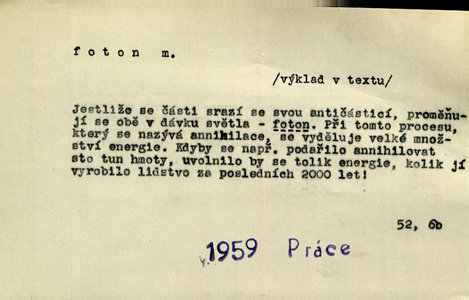 foton m.
/výklad v textu/
Jestliže se části srazí se svou antičásticí, proměňu-
jí se obě v dávku světla - foton. Při tomto procesu,
který se nazývá annihilace, se vyděluje velké množ-
ství energie. Kdyby se např. podařilo annihilovat
sto tun hmoty, uvolnilo by se tolik energie, kolik jí
vyrobilo lidstvo za posledních 2000 let!
52, 6b
1959 Práce